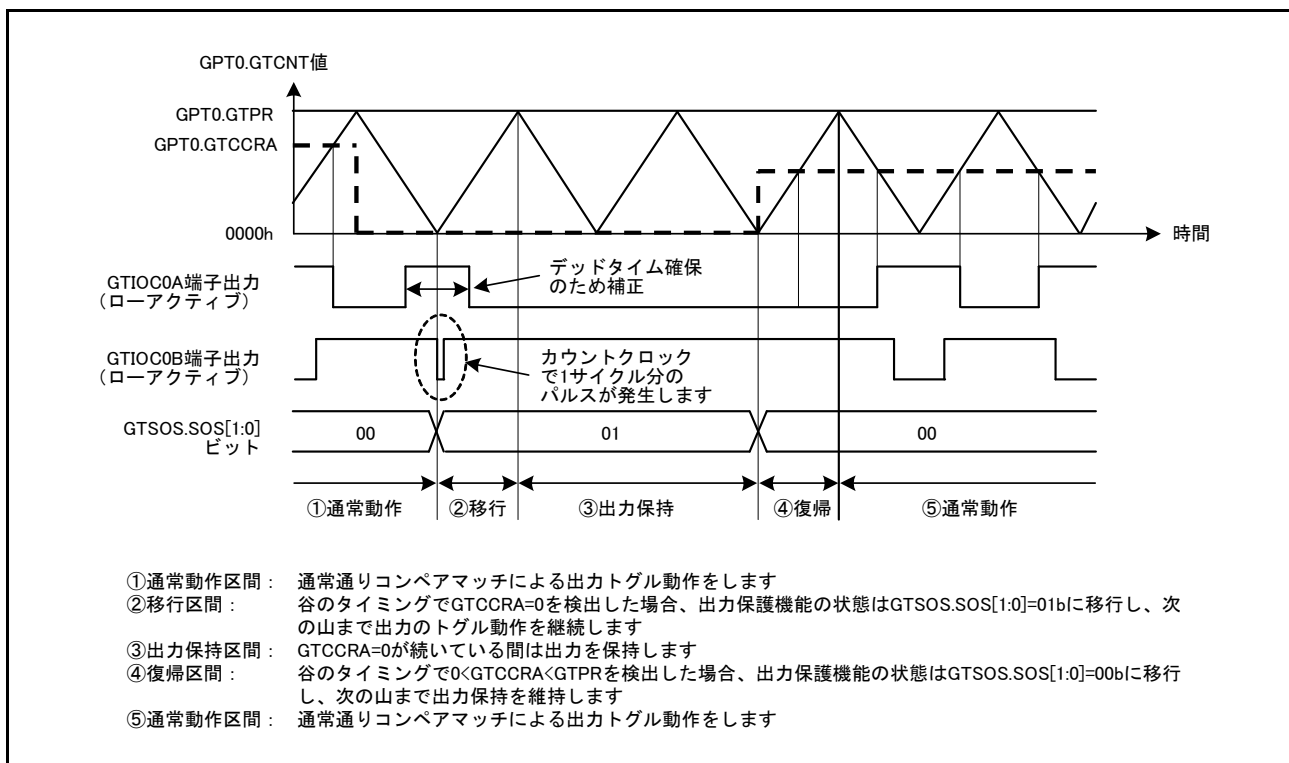 GPT0.GTCNT値
GPT0.GTPR
GPT0.GTCCRA
0000h
時間
GTIOC0A端子出力
(ローアクティブ)
デッドタイム確保
のため補正
GTIOC0B端子出力
(ローアクティブ)
カウントクロック
で1サイクル分の
パルスが発生します
GTSOS.SOS[1:0]
ビット
00
01
00
①通常動作
②移行
③出力保持
④復帰
⑤通常動作
①通常動作区間： 通常通りコンペアマッチによる出力トグル動作をします
②移行区間： 谷のタイミングでGTCCRA=0を検出した場合、出力保護機能の状態はGTSOS.SOS[1:0]=01bに移行し、次
の山まで出力のトグル動作を継続します
③出力保持区間： GTCCRA=0が続いている間は出力を保持します
④復帰区間： 谷のタイミングで0<GTCCRA<GTPRを検出した場合、出力保護機能の状態はGTSOS.SOS[1:0]=00bに移行
し、次の山まで出力保持を維持します
⑤通常動作区間： 通常通りコンペアマッチによる出力トグル動作をします